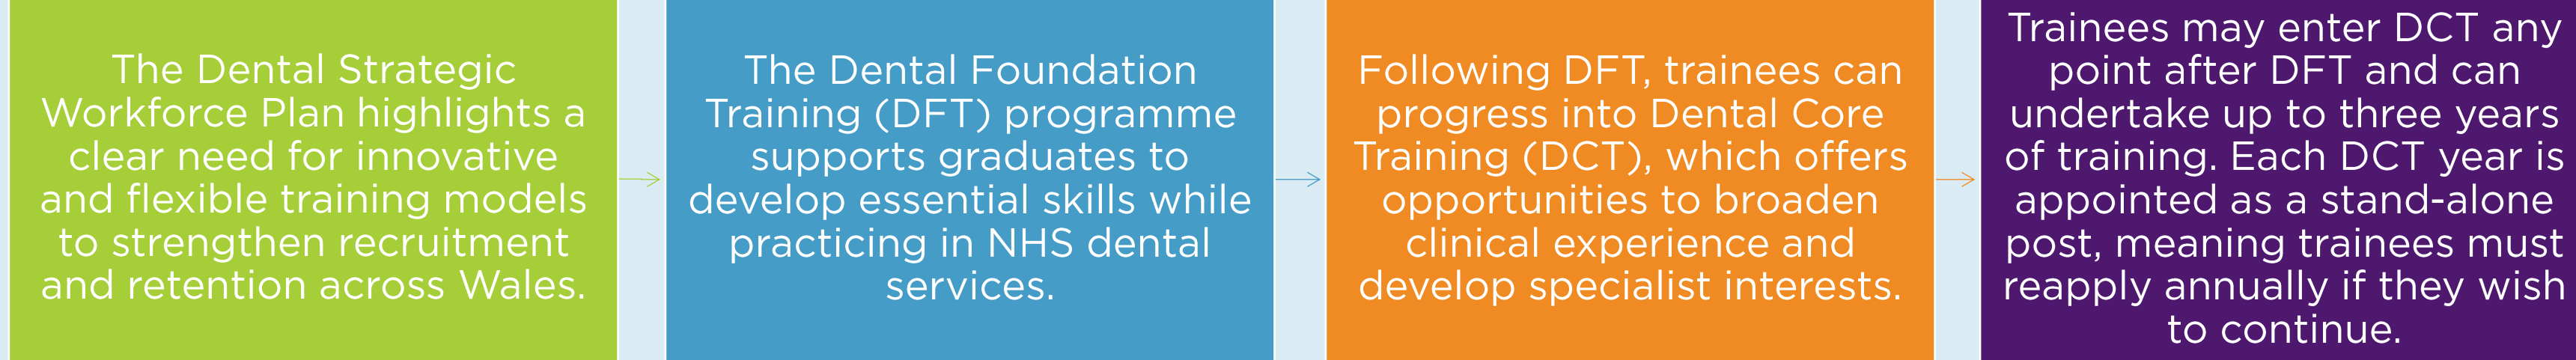 The Dental Strategic
Workforce Plan highlights a
clear need for innovative
and flexible training models
to strengthen recruitment
and retention across Wales.
The Dental Foundation
Training (DFT) programme
supports graduates to
develop essential skills while
practicing in NHS dental
services.
Following DFT, trainees can
progress into Dental Core
Training (DCT), which offers
opportunities to broaden
clinical experience and
develop specialist interests.
Trainees may enter DCT any
point after DFT and can
undertake up to three years
of training. Each DCT year is
appointed as a stand-alone
post, meaning trainees must
reapply annually if they wish
to continue.